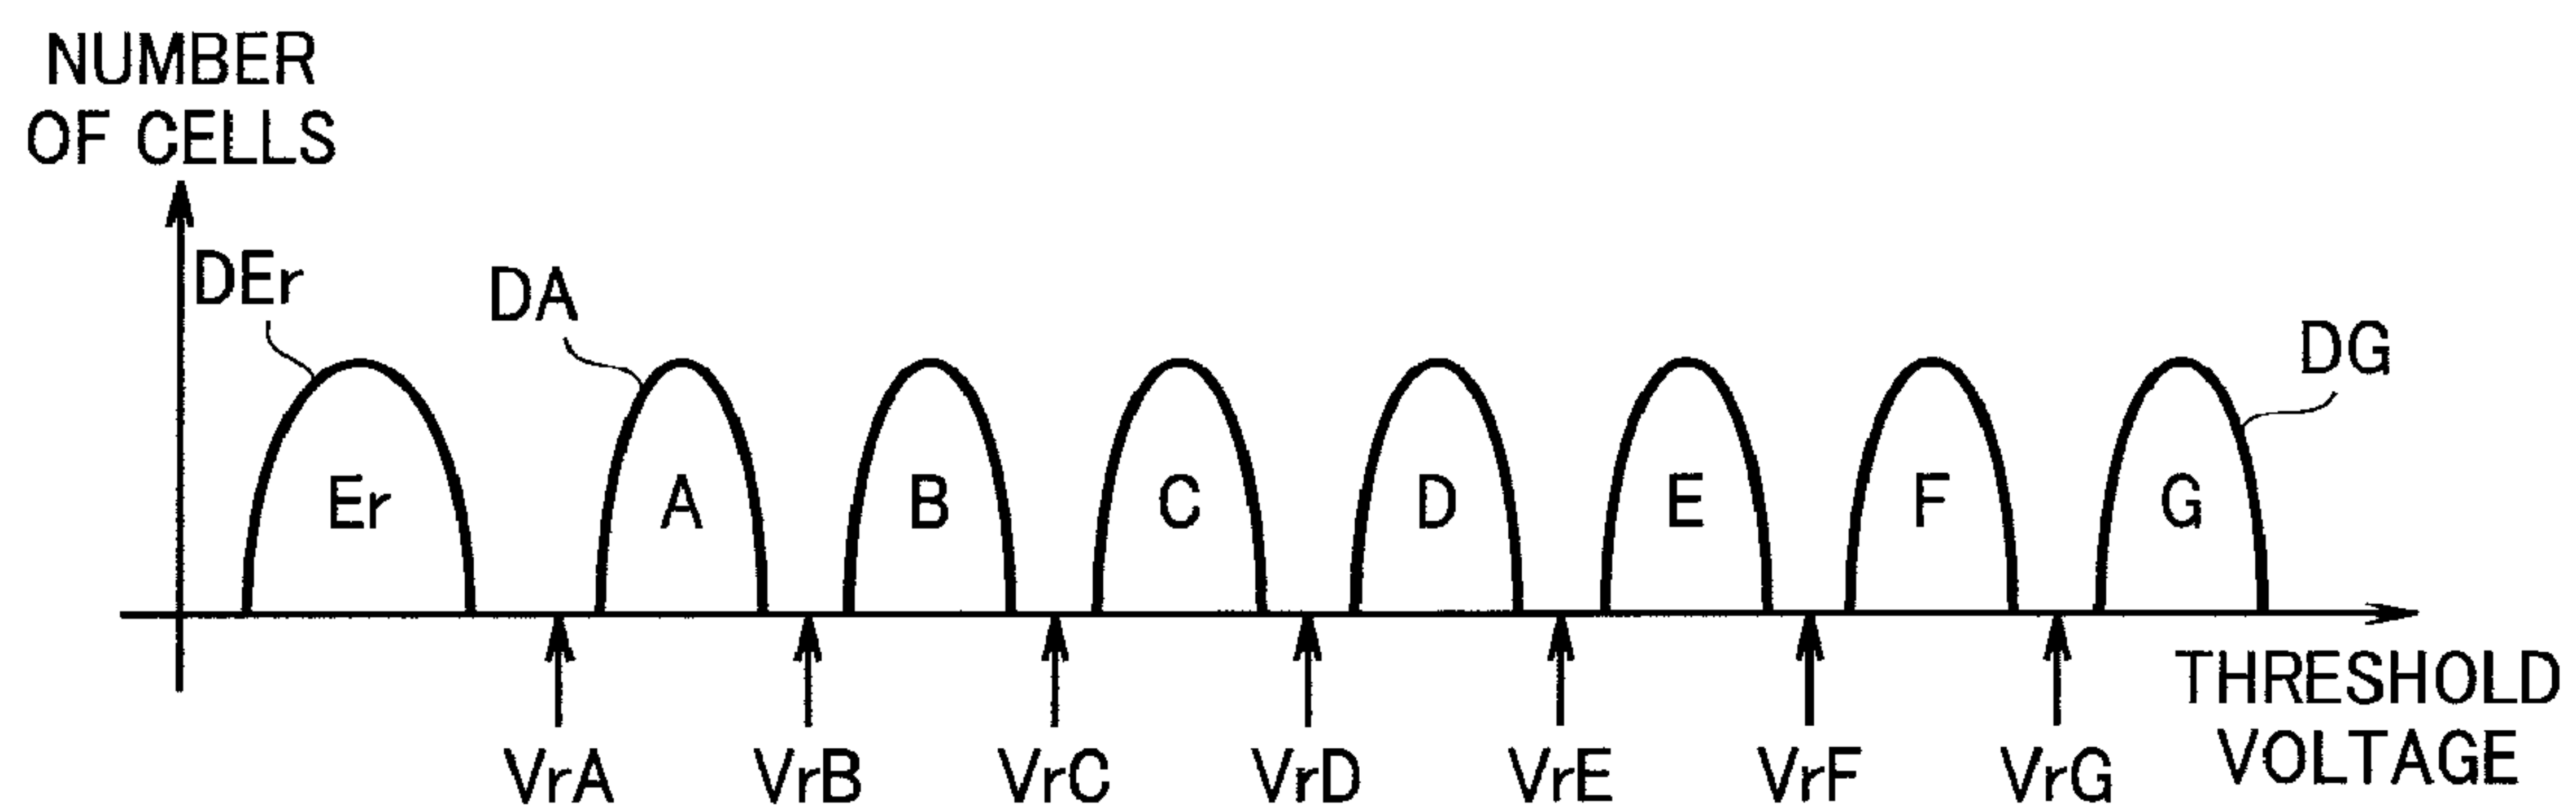 NUMBER
OF CELLS
DEr
DA
DG
Er
A
B
C
D
E
F
G
THRESHOLD
VOLTAGE
VrA
VrB
VrC
VrD
VrE
VrF
VrG